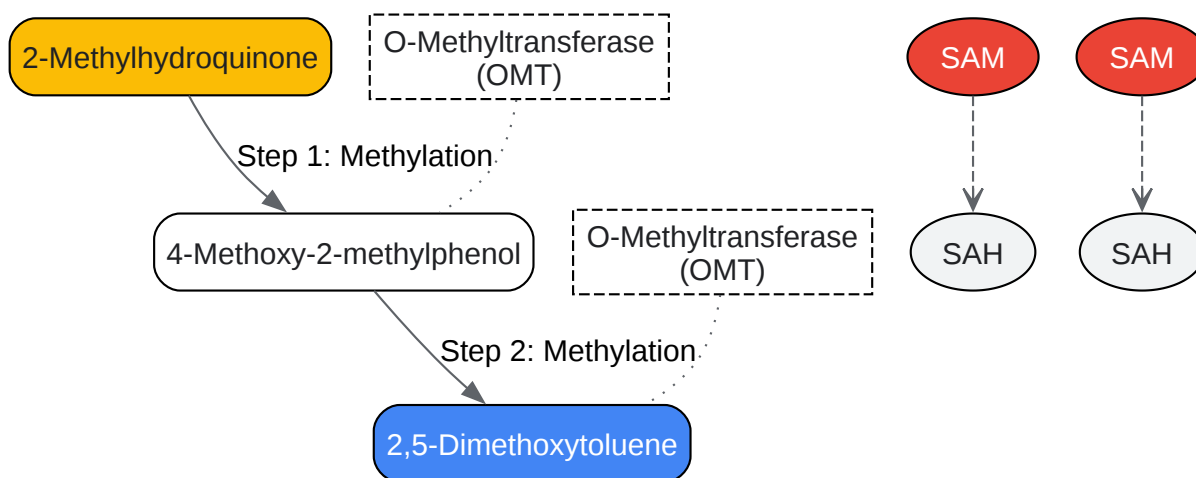 2-Methylhydroquinone
O-Methyltransferase
(OMT)
SAM
SAM
Step 1: Methylation
4-Methoxy-2-methylphenol
O-Methyltransferase
(OMT)
SAH
SAH
Step 2: Methylation
2,5-Dimethoxytoluene